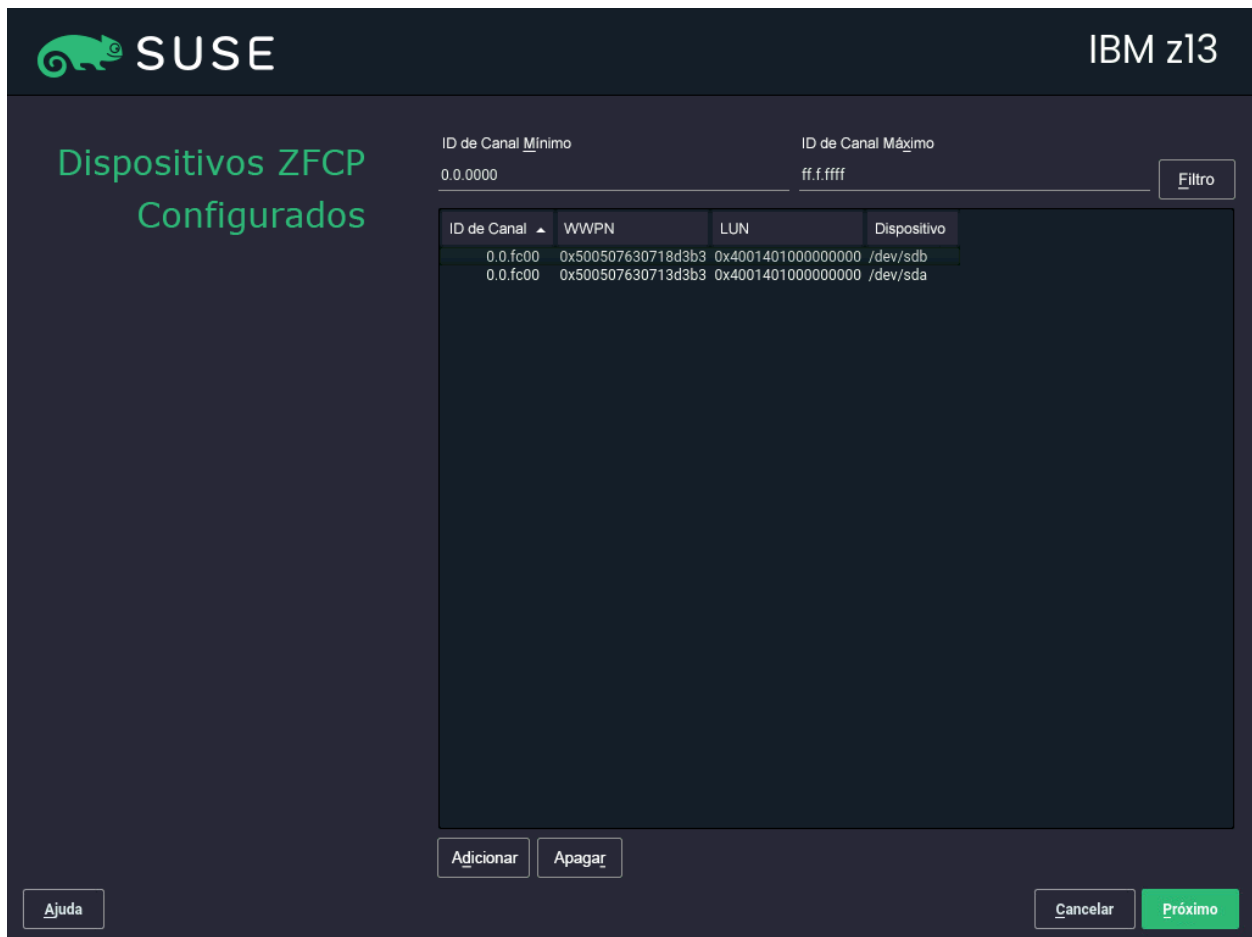 SUSE
IBM z13
Dispositivos ZFCP
Configurados
ID de Canal Mínimo
ID de Canal Máximo
0.0.0000
ff.f.ffff
Filtro
ID de Canal WWPN LUN Dispositivo
0.0.fc00 0x500507630718d3b3 0x4001401000000000 /dev/sdb
0.0.fc00 0x500507630713d3b3 0x4001401000000000 /dev/sda
Adicionar Apagar
Ajuda
Cancelar Próximo